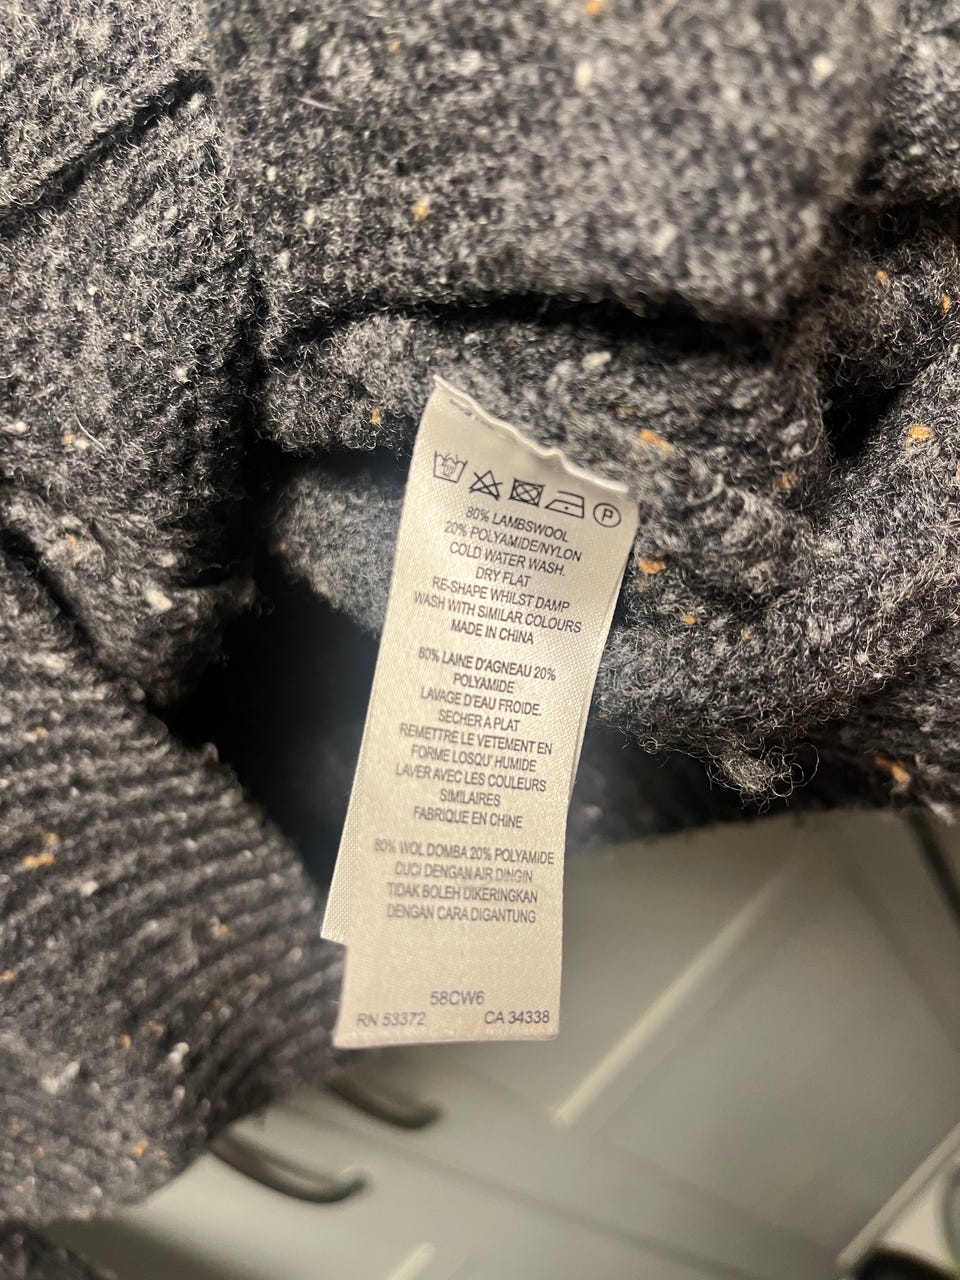 P
80% LAMBSWOOL
20% POLYAMIDE/NYLON
COLD WATER WASH.
DRY FLAT
RE-SHAPE WHILST DAMP
WASH WITH SIMILAR COLOURS
MADE IN CHINA
80% LAINE D'AGNEAU 20%
POLYAMIDE
LAVAGE D'EAU FROIDE.
SECHER A PLAT
REMETTRE LE VETEMENT EN
FORME LOSQU' HUMIDE
LAVER AVEC LES COULEURS
SIMILAIRES
FABRIQUE EN CHINE
80% WOL DOMBA 20% POLYAMIDE
CUCI DENGAN AIR DINGIN
TIDAK BOLEH DIKERINGKAN
DENGAN CARA DIGANTUNG
58CW6
RN 53372 CA 34338